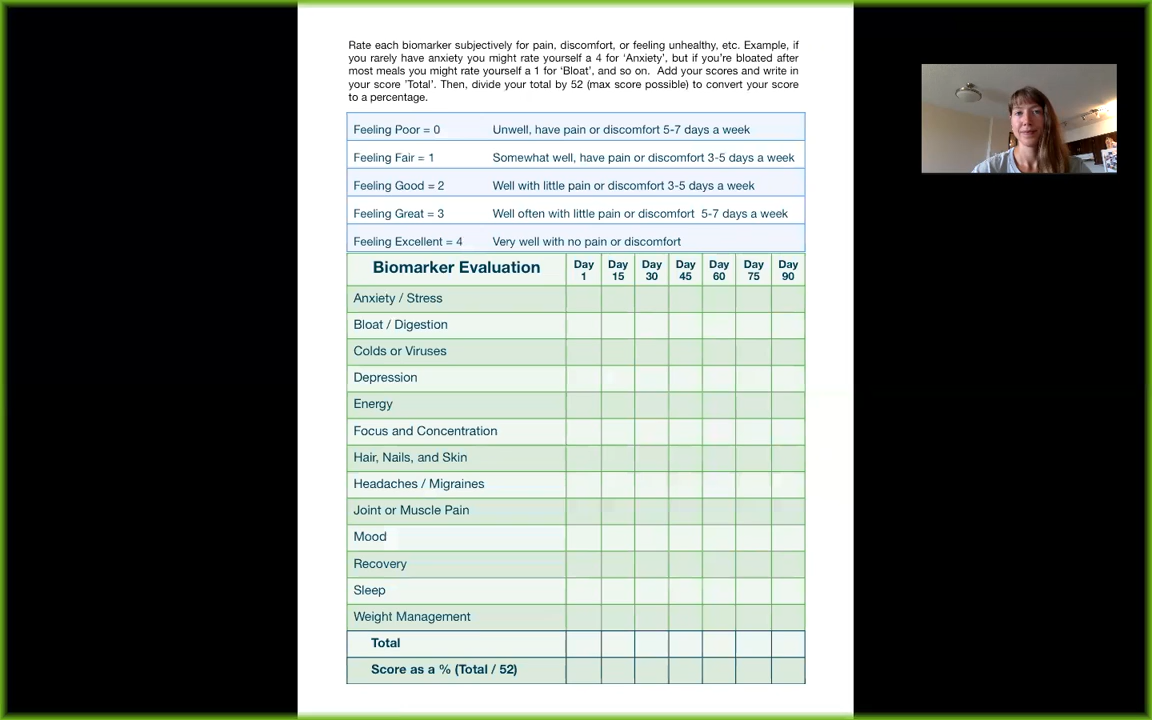 Rate each biomarker subjectively for pain, discomfort, or feeling unhealthy, etc. Example, if
you rarely have anxiety you might rate yourself a 4 for ‘Anxiety’, but if you’re bloated after
most meals you might rate yourself a 1 for ‘Bloat’, and so on.  Add your scores and write in
your score ’Total’. Then, divide your total by 52 (max score possible) to convert your score
to a percentage.
Feeling Poor = 0 Unwell, have pain or discomfort 5-7 days a week
Feeling Fair = 1 Somewhat well, have pain or discomfort 3-5 days a week
Feeling Good = 2 Well with little pain or discomfort 3-5 days a week
Feeling Great = 3 Well often with little pain or discomfort  5-7 days a week
Feeling Excellent = 4 Very well with no pain or discomfort
Biomarker Evaluation Day 1 Day 15 Day 30 Day 45 Day 60 Day 75 Day 90
Anxiety / Stress
Bloat / Digestion
Colds or Viruses
Depression
Energy
Focus and Concentration
Hair, Nails, and Skin
Headaches / Migraines
Joint or Muscle Pain
Mood
Recovery
Sleep
Weight Management
Total
Score as a % (Total / 52)